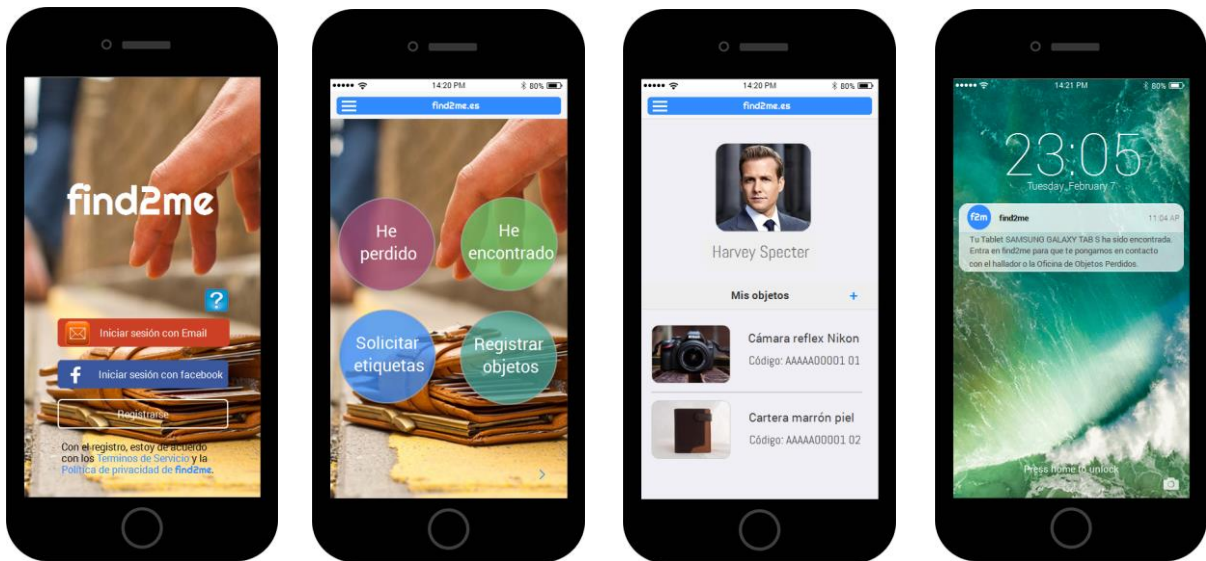 find2me
?
Iniciar sesión con Email
f Iniciar sesión con facebook
Registrarse
Con el registro, estoy de acuerdo
con los Terminos de Servicio y la
Política de privacidad de find2me.
14:20 PM 80%
find2me.es
He
perdido
He
encontrado
Solicitar
etiquetas
Registrar
objetos
14:20 PM 80%
find2me.es
Harvey Specter
Mis objetos +
Cámara reflex Nikon
Código: AAAAA00001 01
Cartera marrón piel
Código: AAAAA00001 02
14:21 PM 80%
23:05
Tuesday, February 7
f2m find2me 11:04 AP
Tu Tablet SAMSUNG GALAXY TAB S ha sido encontrada.
Entra en find2me para que te pongamos en contacto
con el hallador o la Oficina de Objetos Perdidos.
Press home to unlock